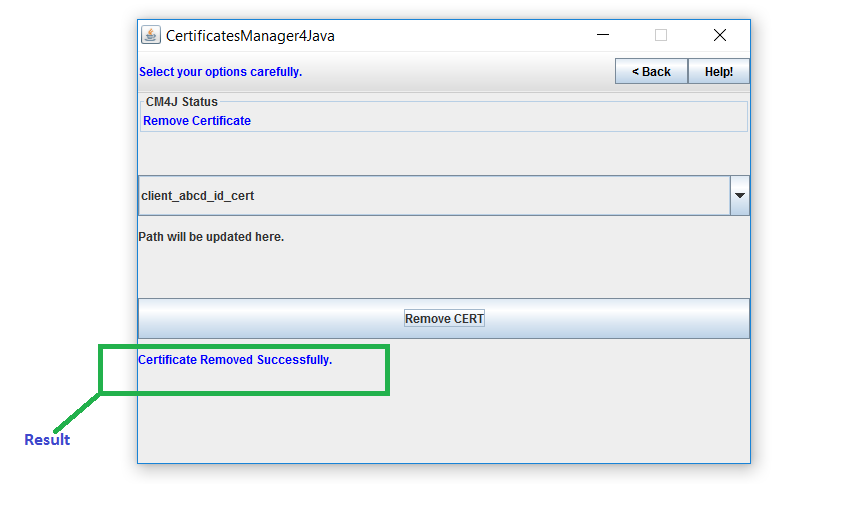 CertificatesManager4Java
Select your options carefully.
< Back
Help!
CM4J Status
Remove Certificate
client_abcd_id_cert
Path will be updated here.
Remove CERT
Certificate Removed Successfully.
Result